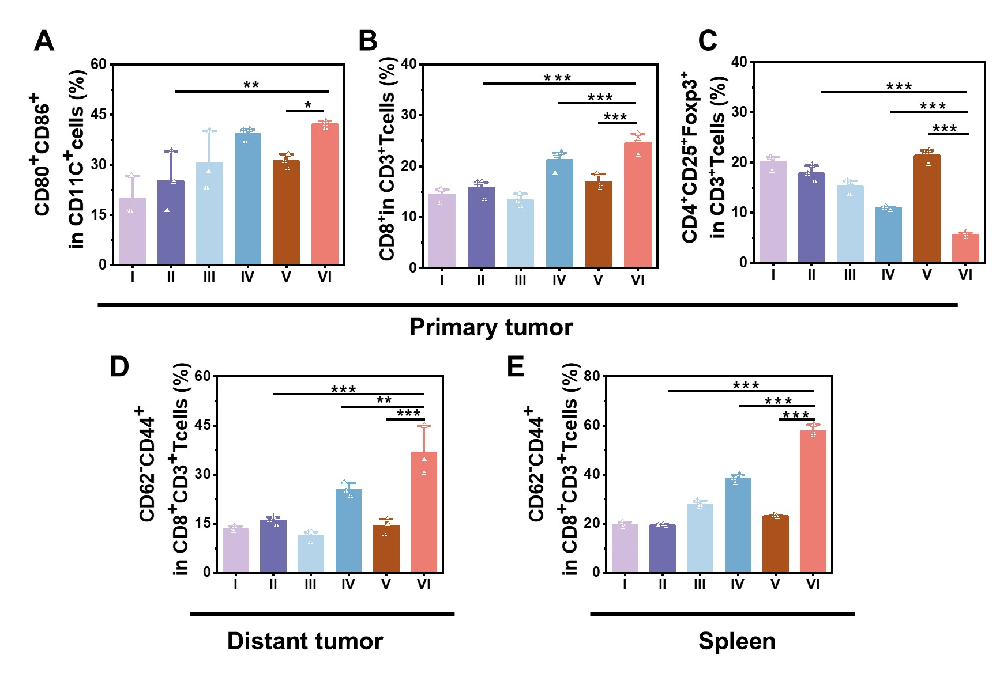 A
CD80+CD86+
in CD11C+cells (%)
60
45
30
15
0
**
*
I II III IV V VI
B
CD8+in CD3+Tcells (%)
40
30
20
10
0
***
***
***
I II III IV V VI
C
CD4+CD25+Foxp3+
in CD3+Tcells (%)
40
30
20
10
0
***
***
***
I II III IV V VI
Primary tumor
D
CD62-CD44+
in CD8+CD3+Tcells (%)
60
45
30
15
0
***
**
***
I II III IV V VI
Distant tumor
E
CD62-CD44+
in CD8+CD3+Tcells (%)
80
60
40
20
0
***
***
***
I II III IV V VI
Spleen